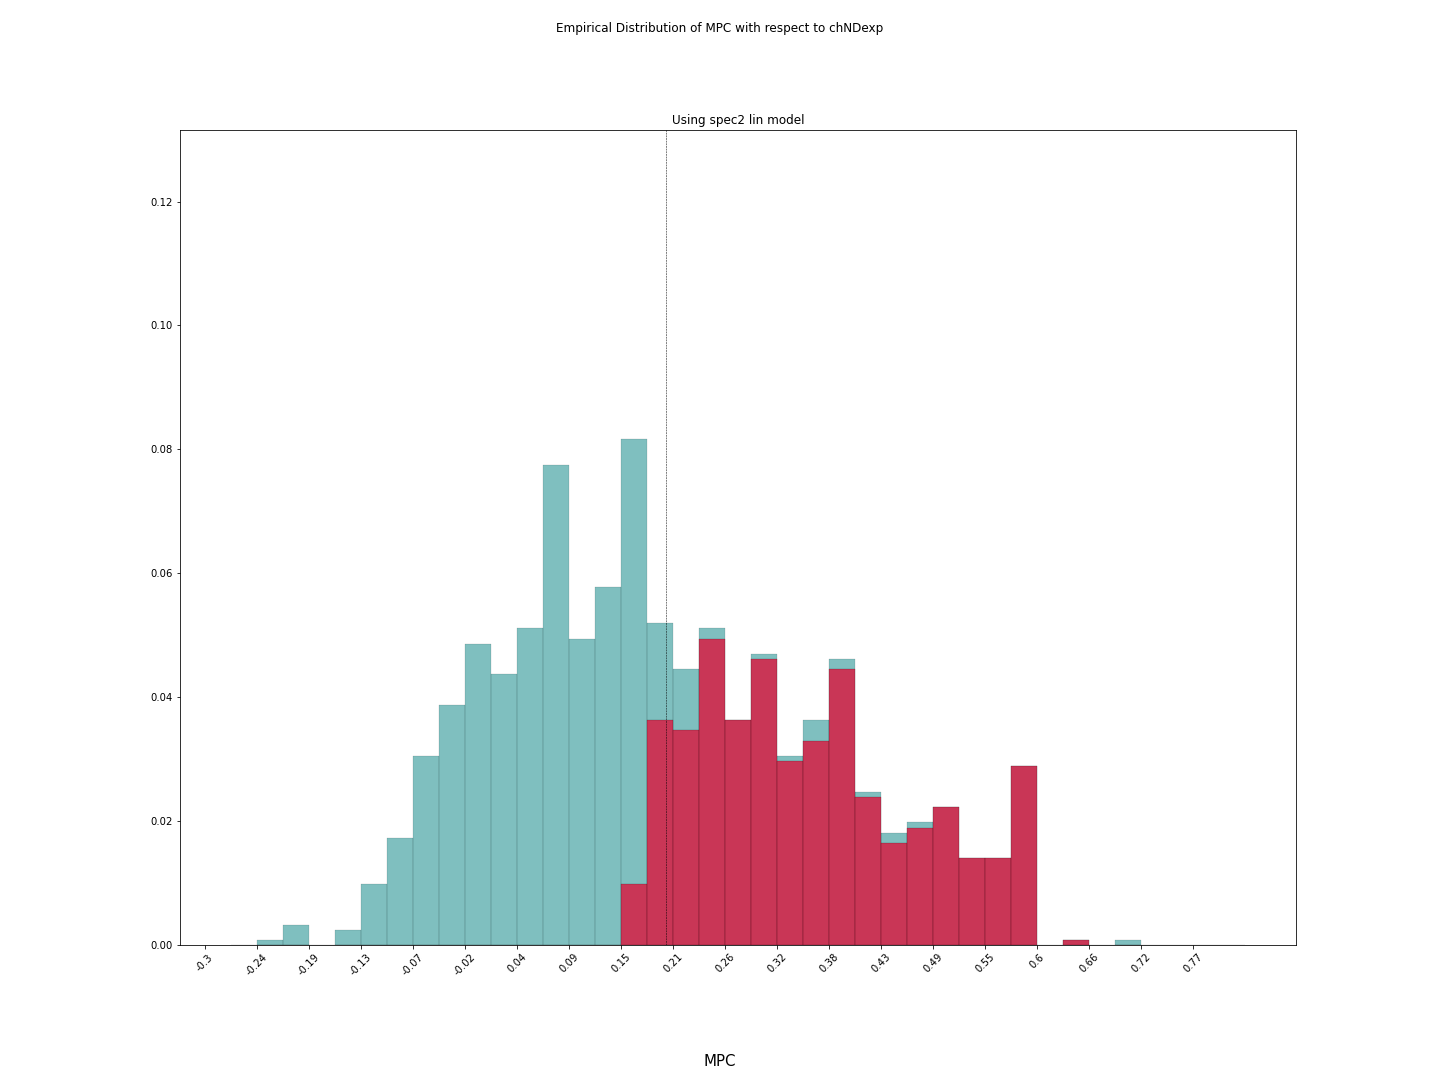 Empirical Distribution of MPC with respect to chNDexp
Using spec2 lin model
0.12
0.10
0.08
0.06
0.04
0.02
0.00
-0.3 -0.24 -0.19 -0.13 -0.07 -0.02 0.04 0.09 0.15 0.21 0.26 0.32 0.38 0.43 0.49 0.55 0.6 0.66 0.72 0.77
MPC